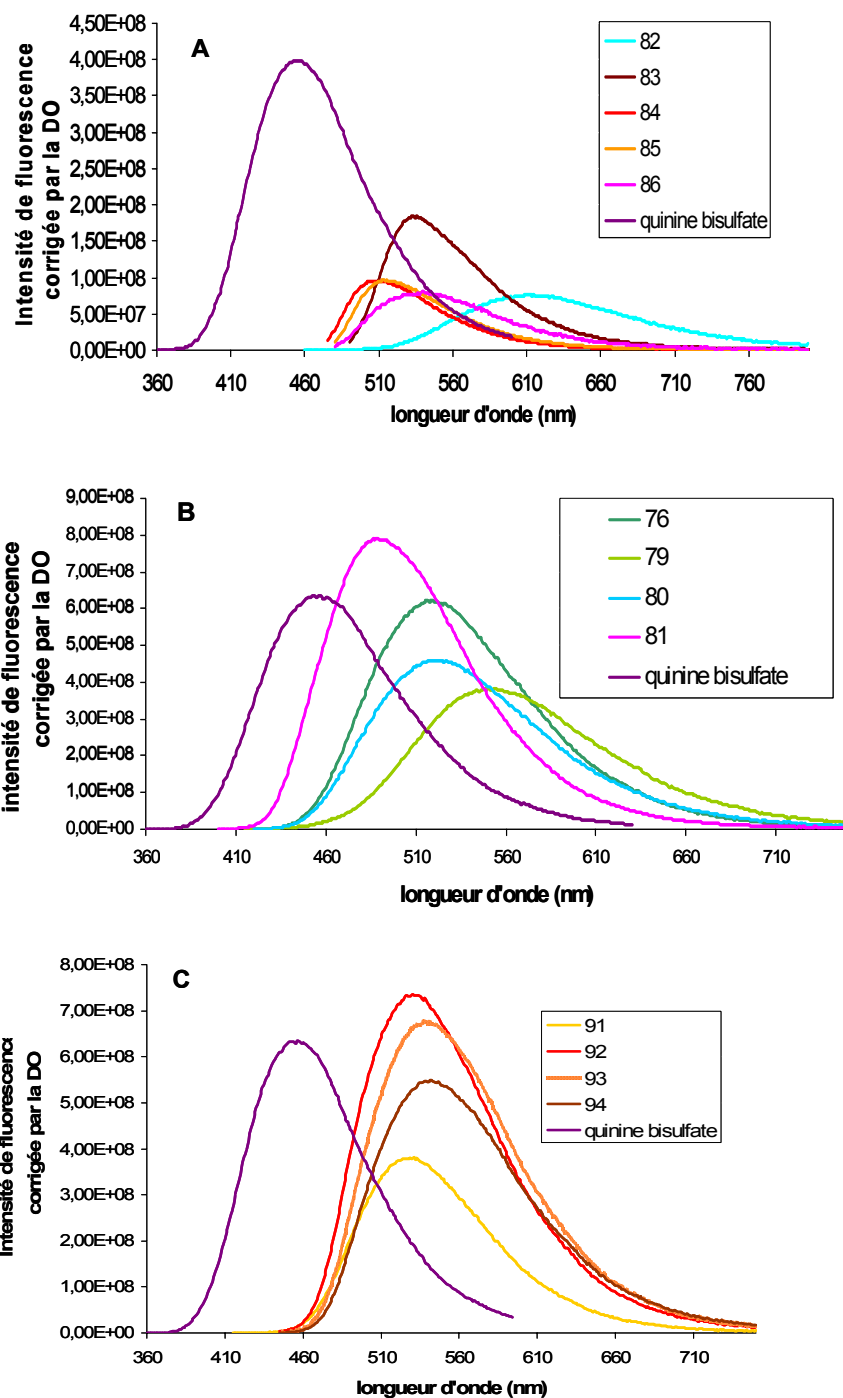 A
Intensité de fluorescence
corrigée par la DO
4,50E+08
4,00E+08
3,50E+08
3,00E+08
2,50E+08
2,00E+08
1,50E+08
1,00E+08
5,00E+07
0,00E+00
360 410 460 510 560 610 660 710 760
longueur d'onde (nm)
82
83
84
85
86
quinine bisulfate
B
intensité de fluorescence
corrigée par la DO
9,00E+08
8,00E+08
7,00E+08
6,00E+08
5,00E+08
4,00E+08
3,00E+08
2,00E+08
1,00E+08
0,00E+00
360 410 460 510 560 610 660 710
longueur d'onde (nm)
76
79
80
81
quinine bisulfate
C
Intensité de fluorescence
corrigée par la DO
8,00E+08
7,00E+08
6,00E+08
5,00E+08
4,00E+08
3,00E+08
2,00E+08
1,00E+08
0,00E+00
360 410 460 510 560 610 660 710
longueur d'onde (nm)
91
92
93
94
quinine bisulfate